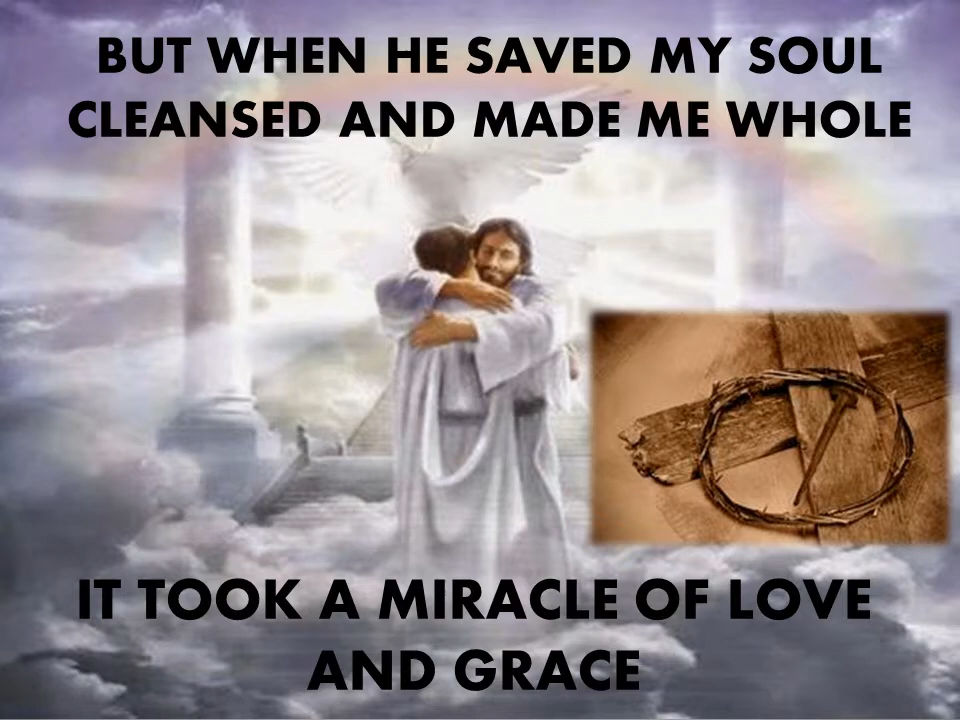 BUT WHEN HE SAVED MY SOUL
CLEANSED AND MADE ME WHOLE
IT TOOK A MIRACLE OF LOVE
AND GRACE